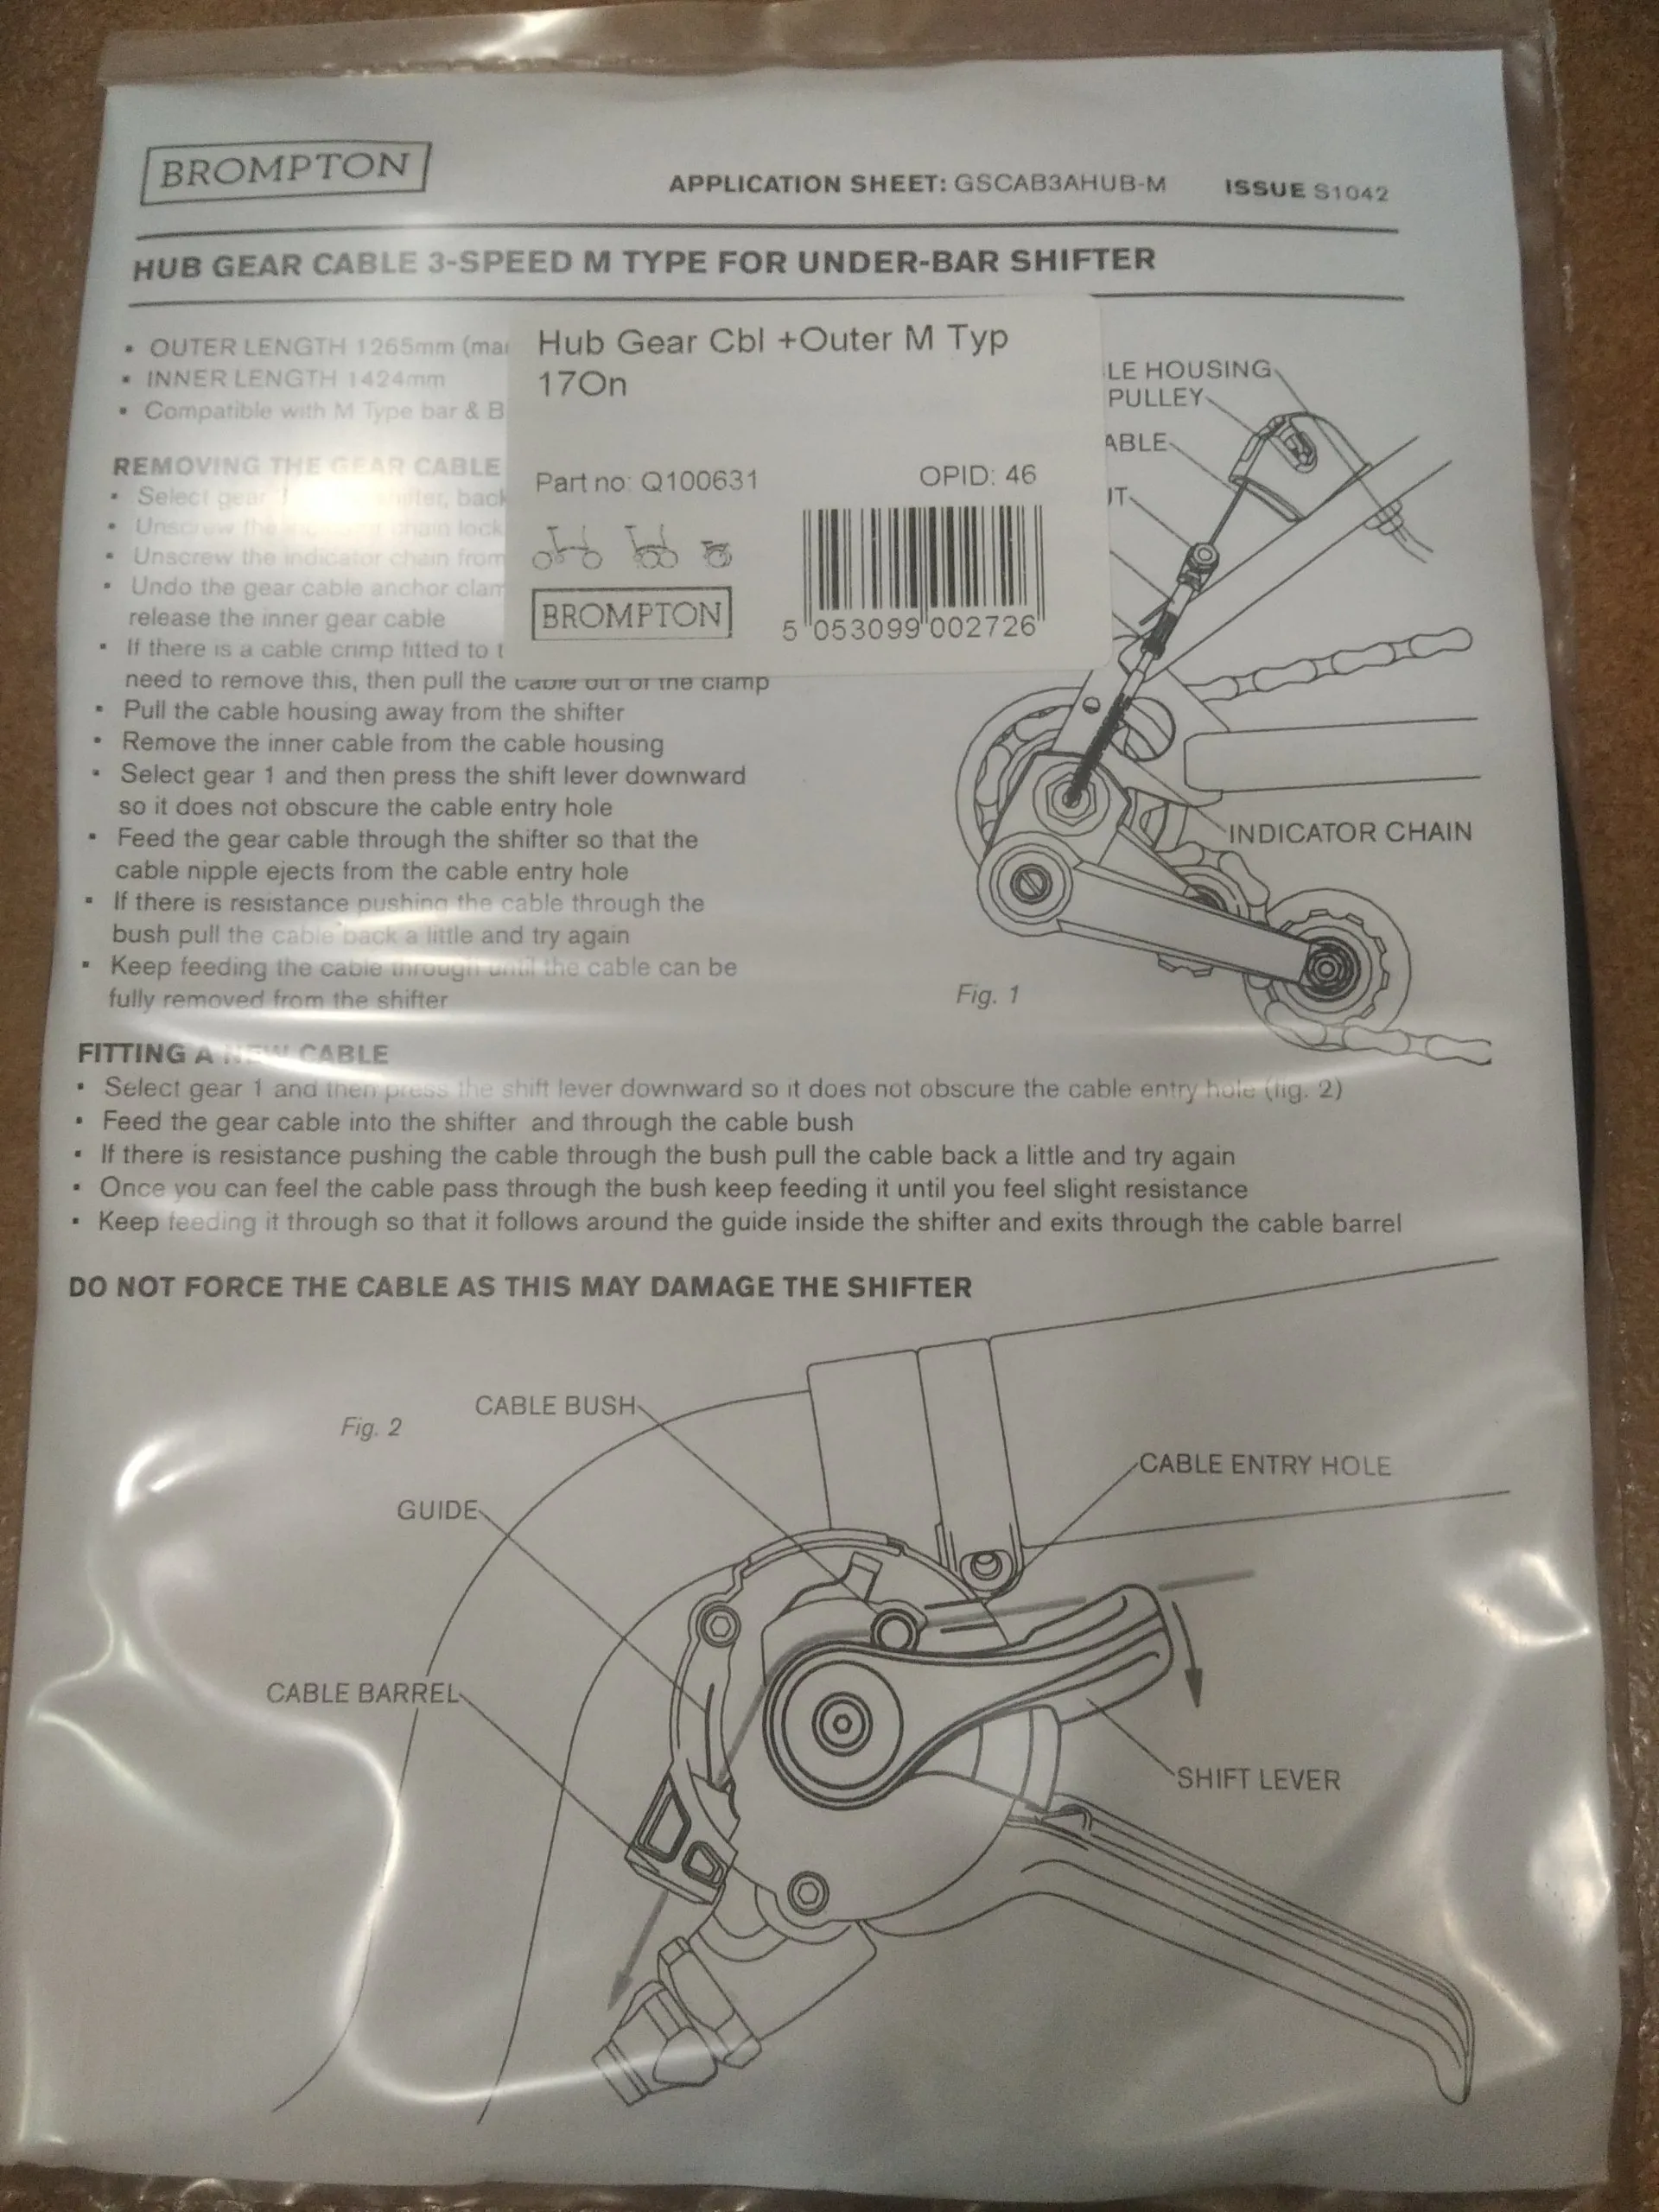 BROMPTON
APPLICATION SHEET: GSCAB3AHUB-M ISSUE S1042
HUB GEAR CABLE 3-SPEED M TYPE FOR UNDER-BAR SHIFTER
• OUTER LENGTH 1265mm
• INNER LENGTH 1424mm
• Compatible with M Type bar & B
REMOVING THE GEAR CABLE
• Select gear shifter, back
• Unscrew the chain lock
• Unscrew the indicator chain from
• Undo the gear cable anchor
release the inner gear cable
• If there is a cable crimp fitted to
need to remove this, then pull the cable out of the clamp
• Pull the cable housing away from the shifter
• Remove the inner cable from the cable housing
• Select gear 1 and then press the shift lever downward
so it does not obscure the cable entry hole
• Feed the gear cable through the shifter so that the
cable nipple ejects from the cable entry hole
• If there is resistance pushing the cable through the
bush pull the cable back a little and try again
• Keep feeding the cable through until the cable can be
fully removed from the shifter
Hub Gear Cbl +Outer M Typ
17On
Part no: Q100631 OPID: 46
BROMPTON
5 053099 002726
LE HOUSING
PULLEY
ABLE
UT
INDICATOR CHAIN
Fig. 1
FITTING A NEW CABLE
• Select gear 1 and then press the shift lever downward so it does not obscure the cable entry hole (fig. 2)
• Feed the gear cable into the shifter and through the cable bush
• If there is resistance pushing the cable through the bush pull the cable back a little and try again
• Once you can feel the cable pass through the bush keep feeding it until you feel slight resistance
• Keep feeding it through so that it follows around the guide inside the shifter and exits through the cable barrel
DO NOT FORCE THE CABLE AS THIS MAY DAMAGE THE SHIFTER
Fig. 2
CABLE BUSH
CABLE ENTRY HOLE
GUIDE
CABLE BARREL
SHIFT LEVER